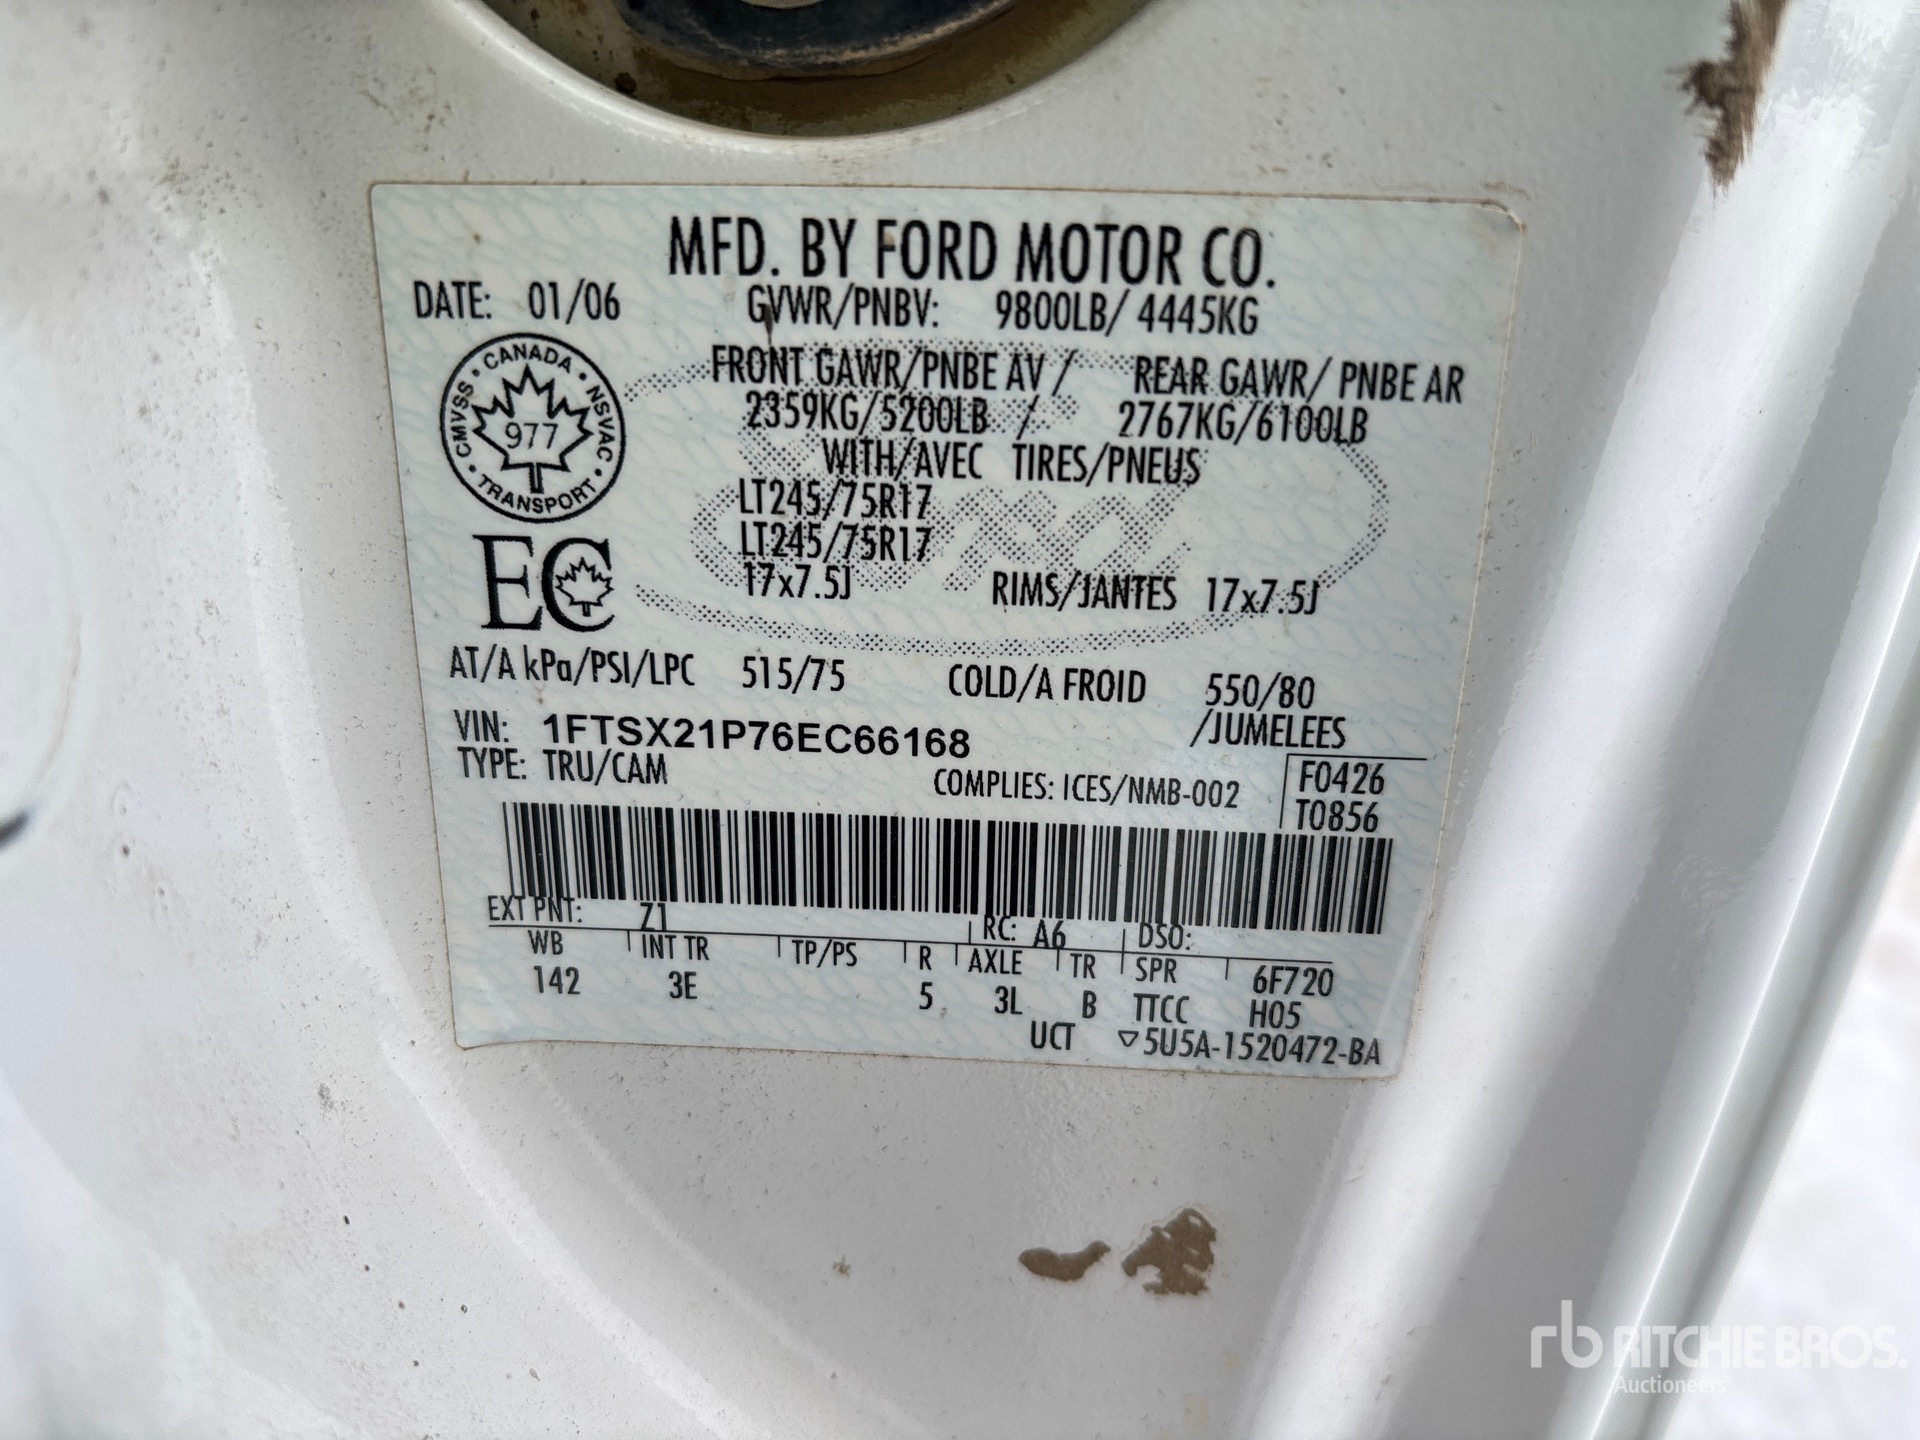 MFD. BY FORD MOTOR CO.
DATE: 01/06 GVWR/PNBV: 9800LB/ 4445KG
CANADA • NSVAC • TRANSPORT • CMVSS •
977
FRONT GAWR/PNBE AV / REAR GAWR/ PNBE AR
2359KG/5200LB / 2767KG/6100LB
WITH/AVEC TIRES/PNEUS
LT245/75R17
LT245/75R17
17x7.5J RIMS/JANTES 17x7.5J
EC
AT/A kPa/PSI/LPC 515/75 COLD/A FROID 550/80
VIN: 1FTSX21P76EC66168 /JUMELEES
TYPE: TRU/CAM COMPLIES: ICES/NMB-002 F0426
T0856
EXT PNT: Z1 RC: A6 DSO:
WB INT TR TP/PS R AXLE TR SPR 6F720
142 3E 5 3L B TTCC H05
UCT ▽5U5A-1520472-BA
rb RITCHIE BROS.
Auctioneers